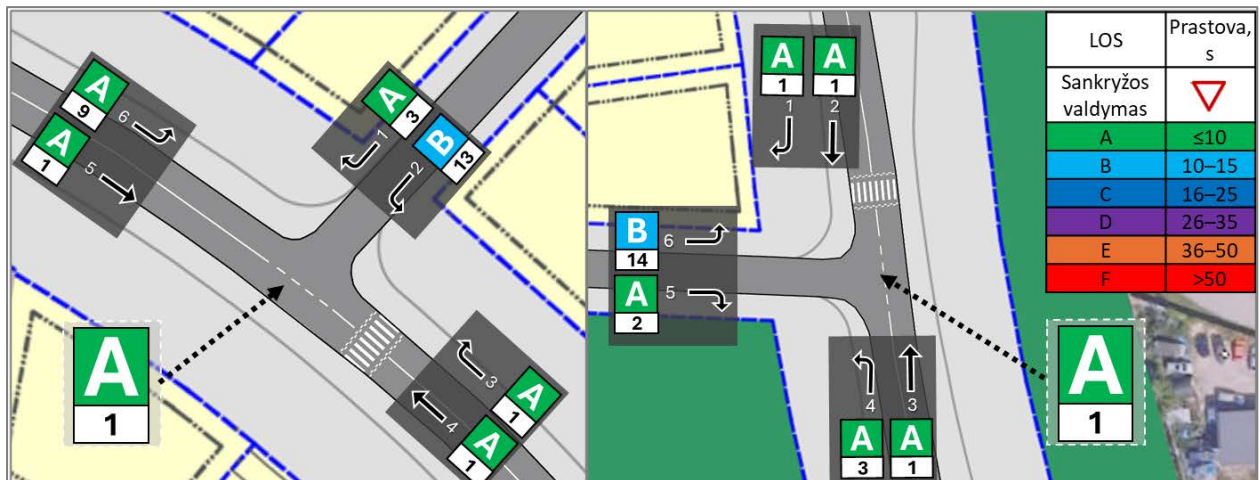 A
9
6
A
1
5
A
3
1
B
13
2
3
A
1
4
A
1
A
1
A
1
A
1
1
2
B
14
6
A
2
5
4
3
A
3
A
1
A
1
LOS
Prastova,
s
Sankryžos
valdymas
A
≤10
B
10–15
C
16–25
D
26–35
E
36–50
F
>50